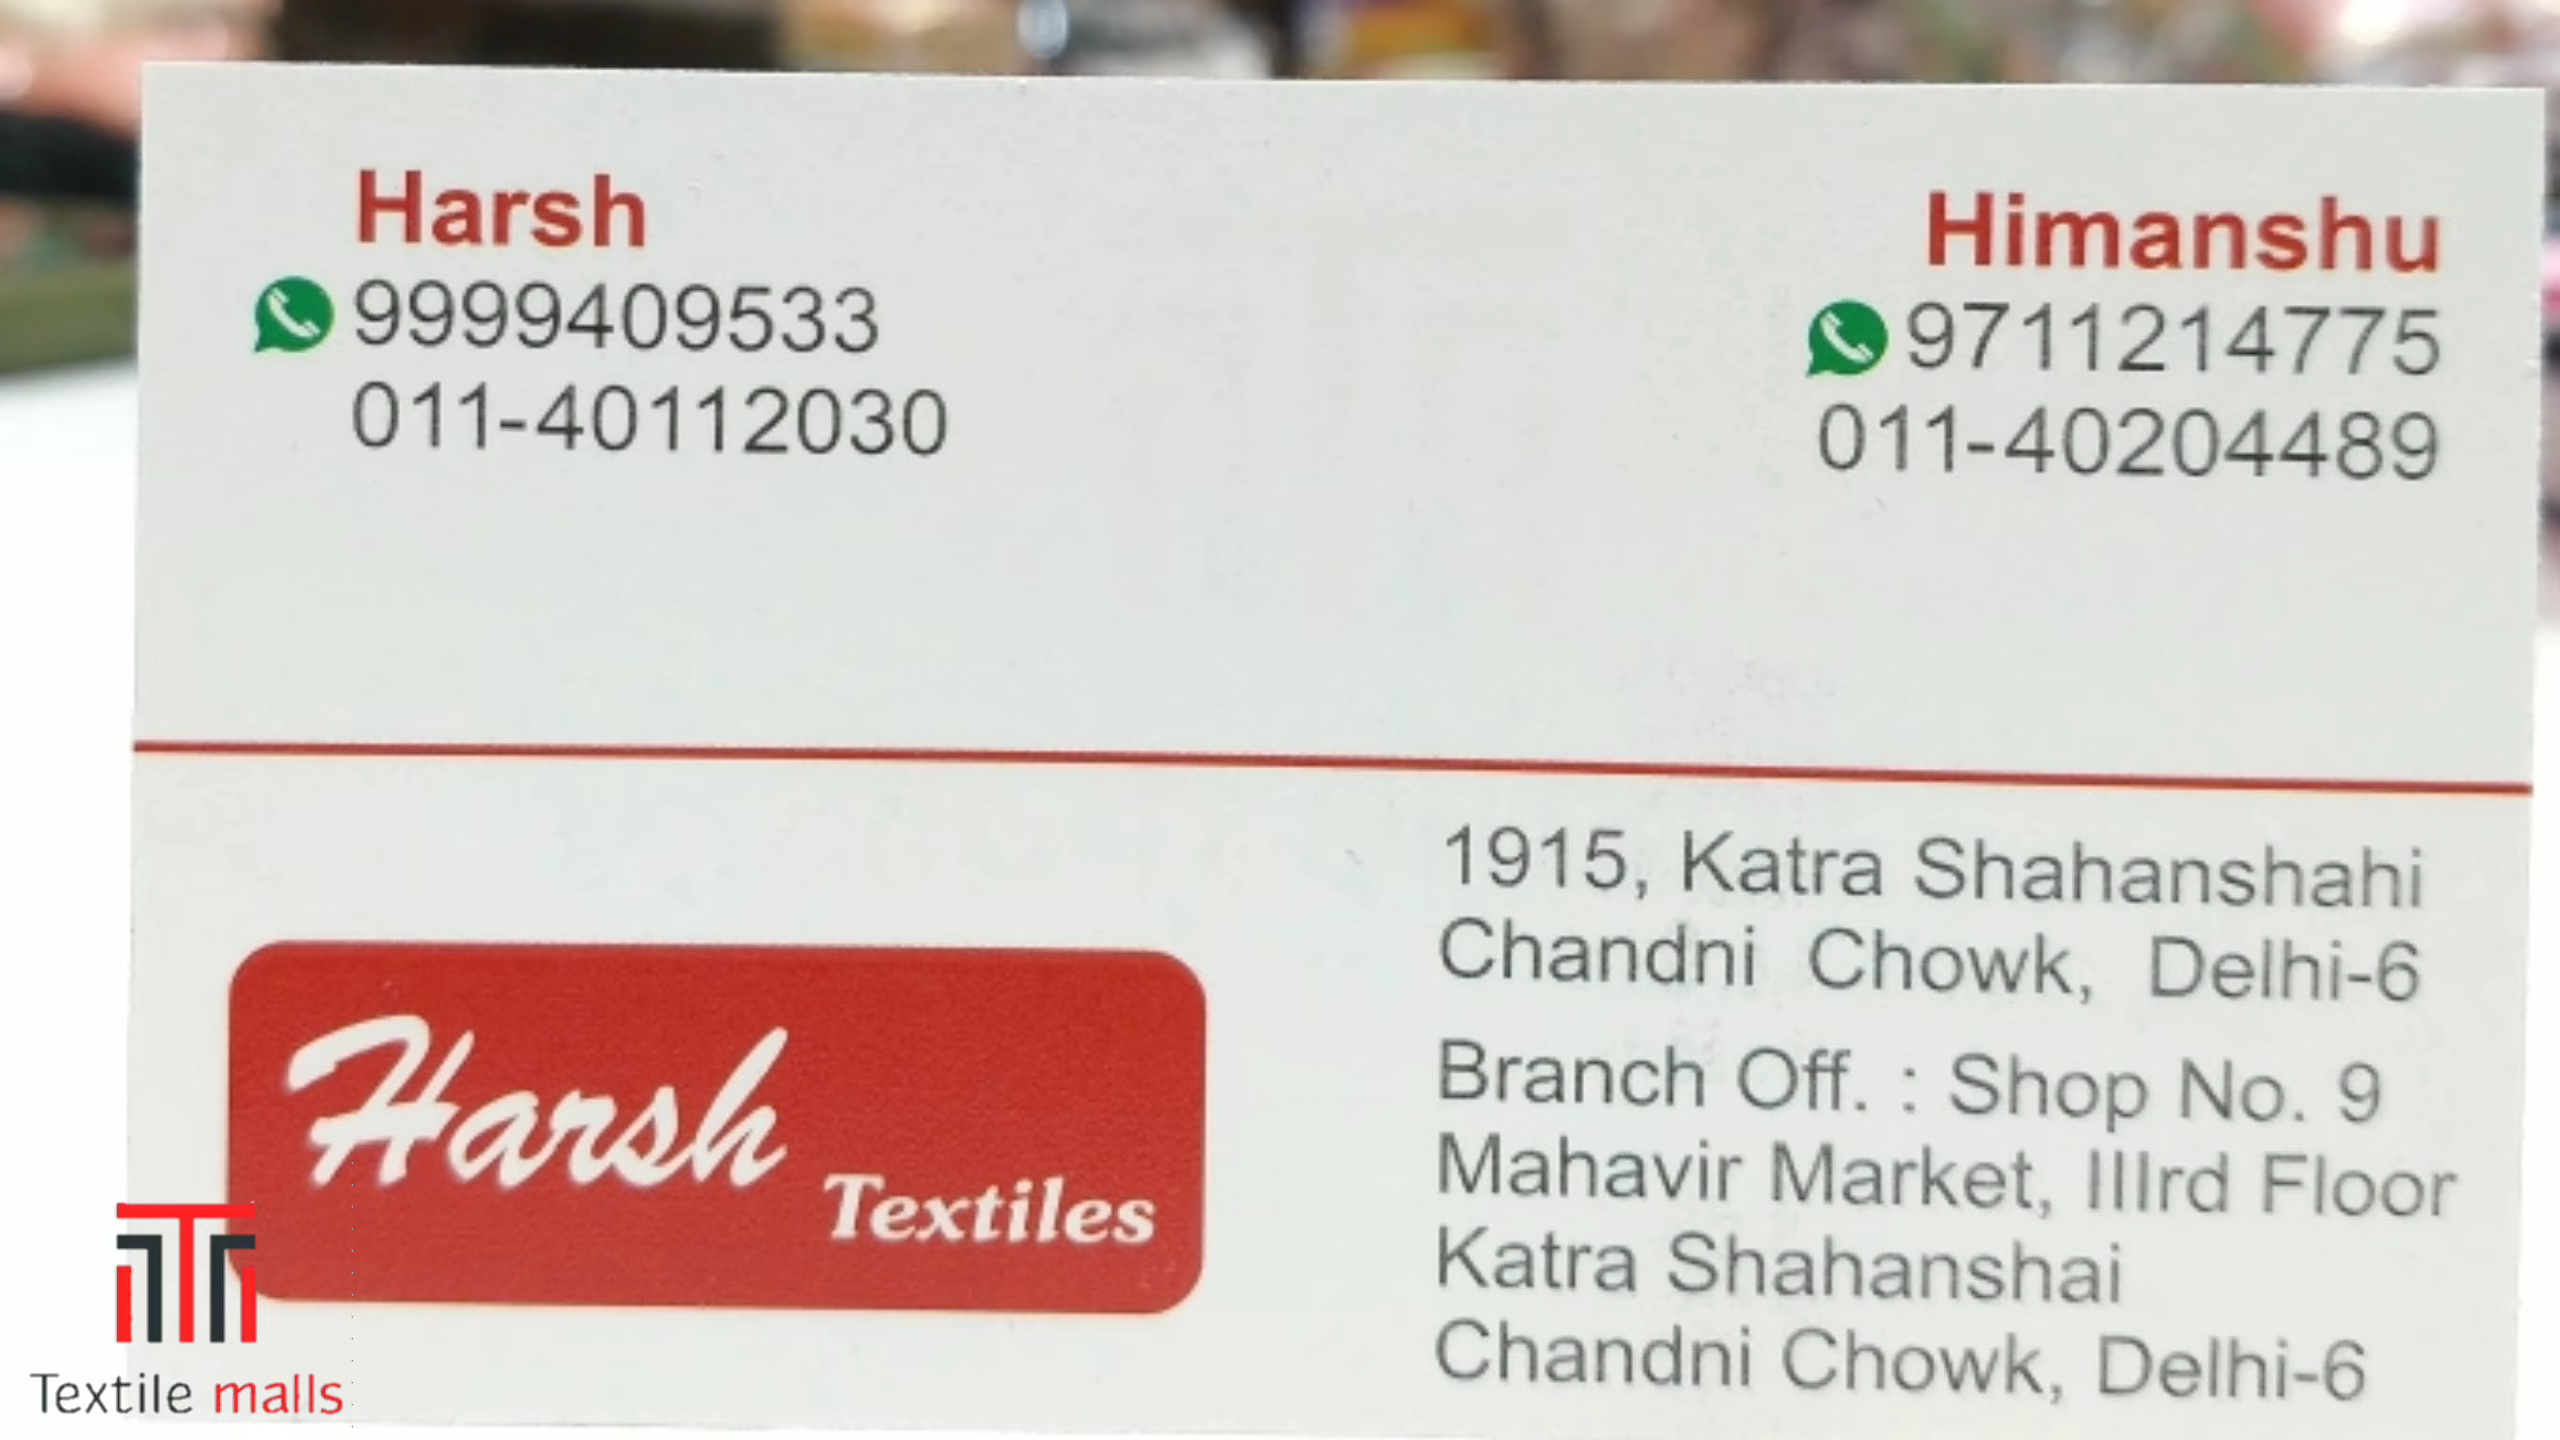 Harsh
9999409533
011-40112030
Himanshu
9711214775
011-40204489
Harsh
Textiles
1915, Katra Shahanshahi
Chandni Chowk, Delhi-6
Branch Off. : Shop No. 9
Mahavir Market, IIIrd Floor
Katra Shahanshai
Chandni Chowk, Delhi-6
Textile malls